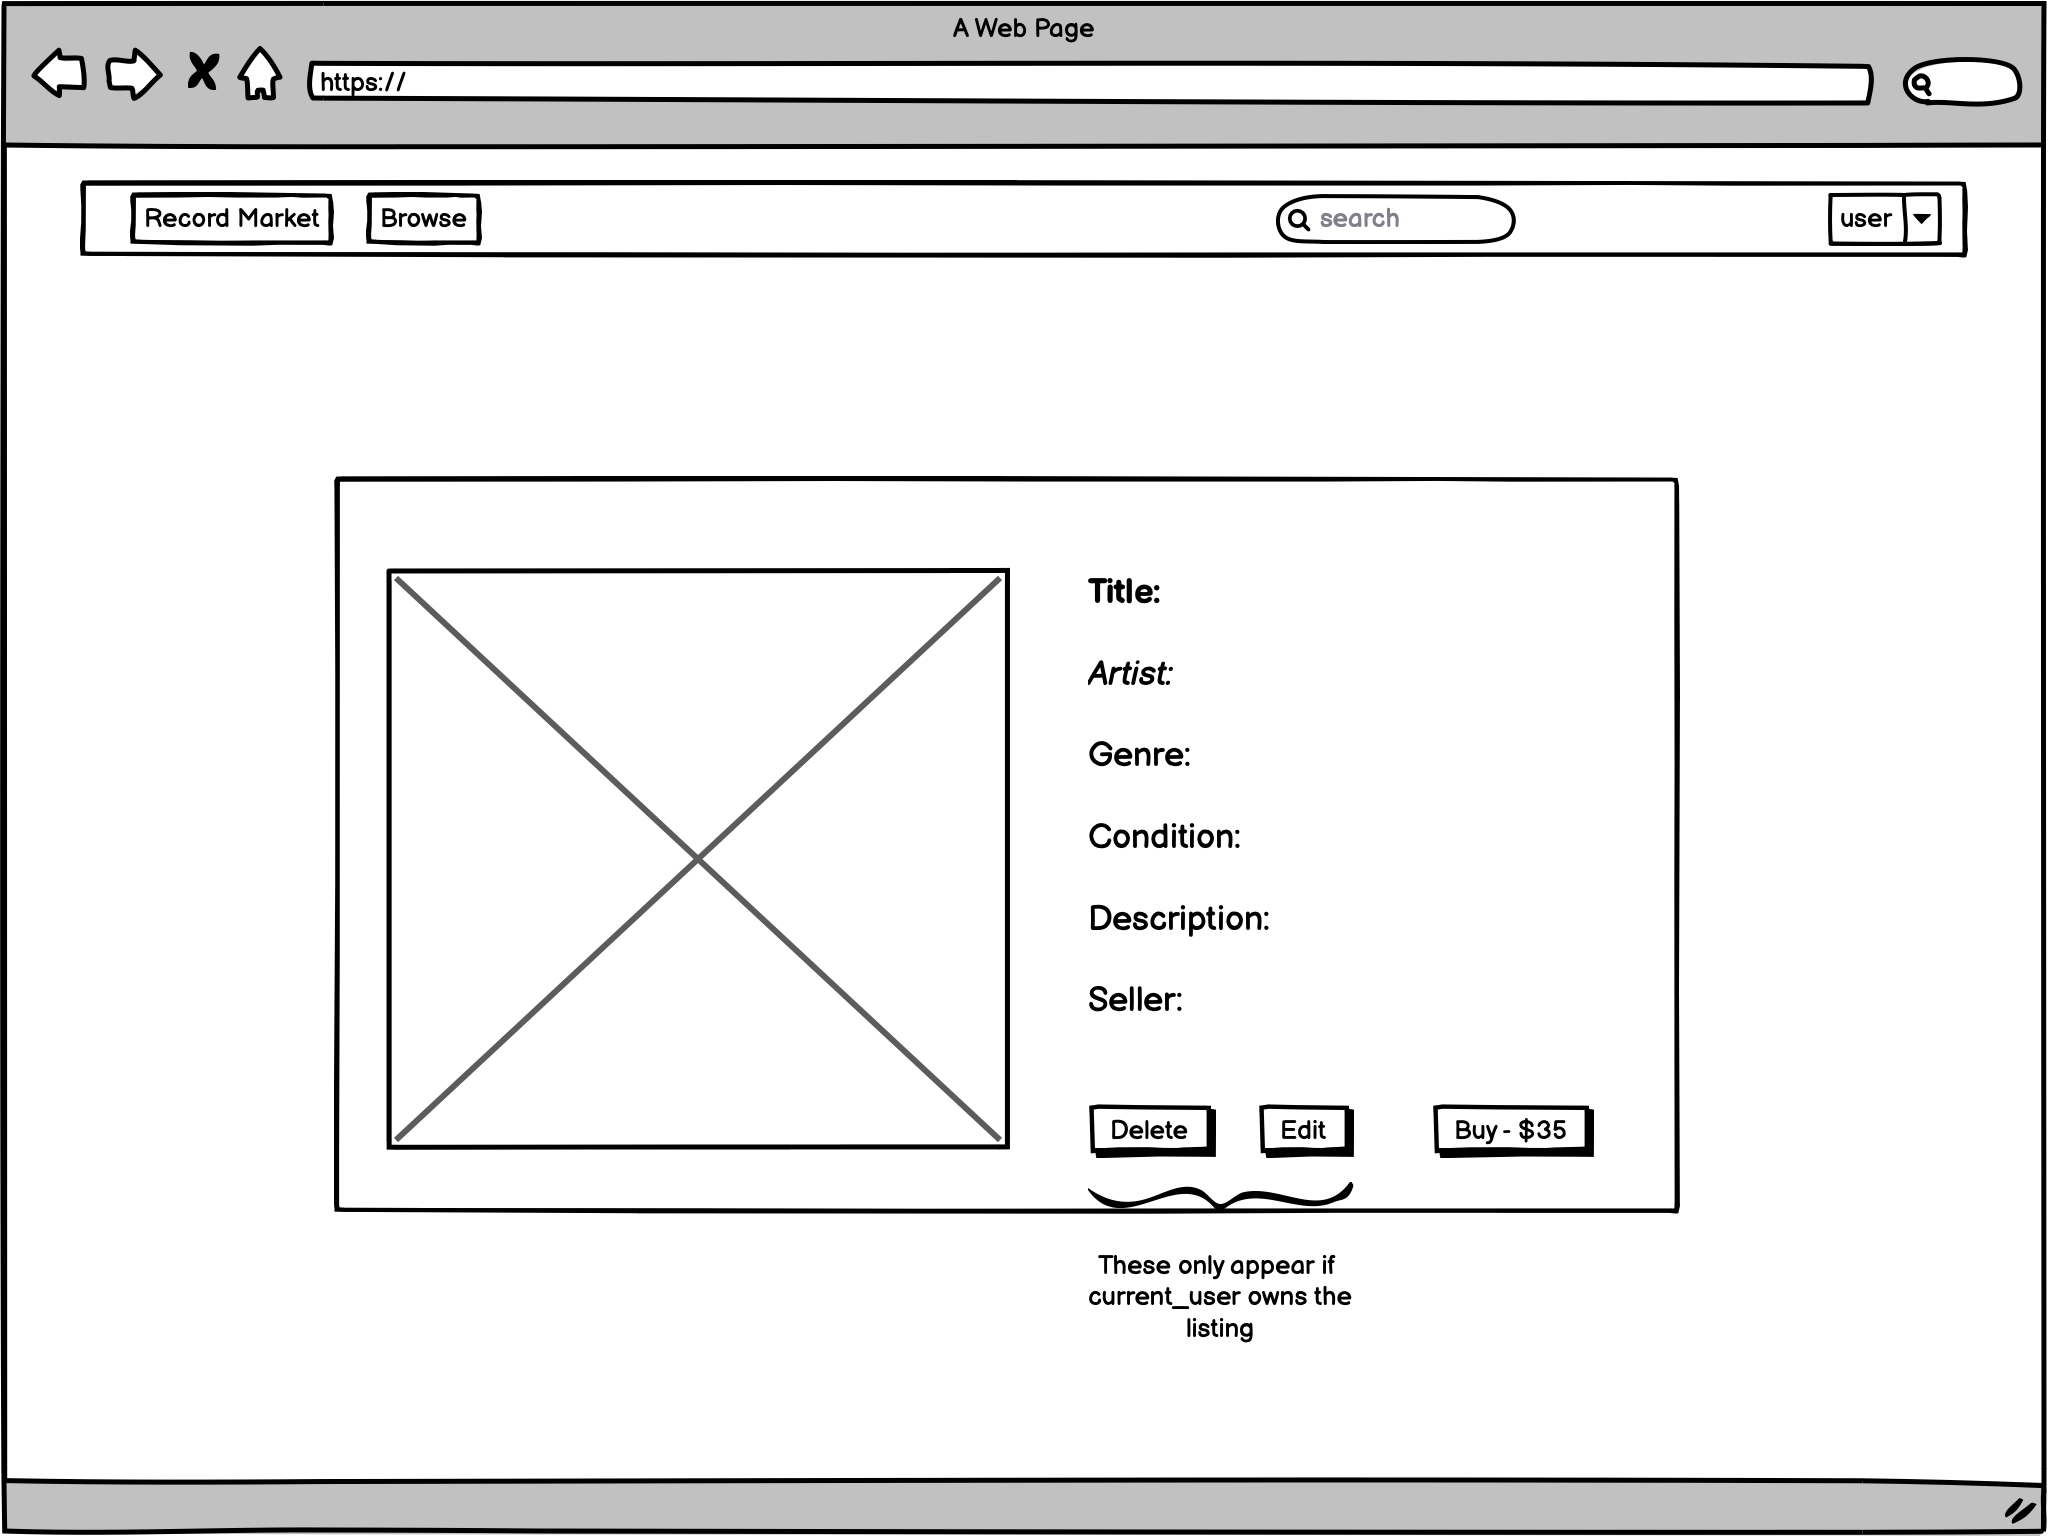 A Web Page
https://
Record Market Browse search user
Title:
Artist:
Genre:
Condition:
Description:
Seller:
Delete Edit Buy - $35
These only appear if
current_user owns the
listing